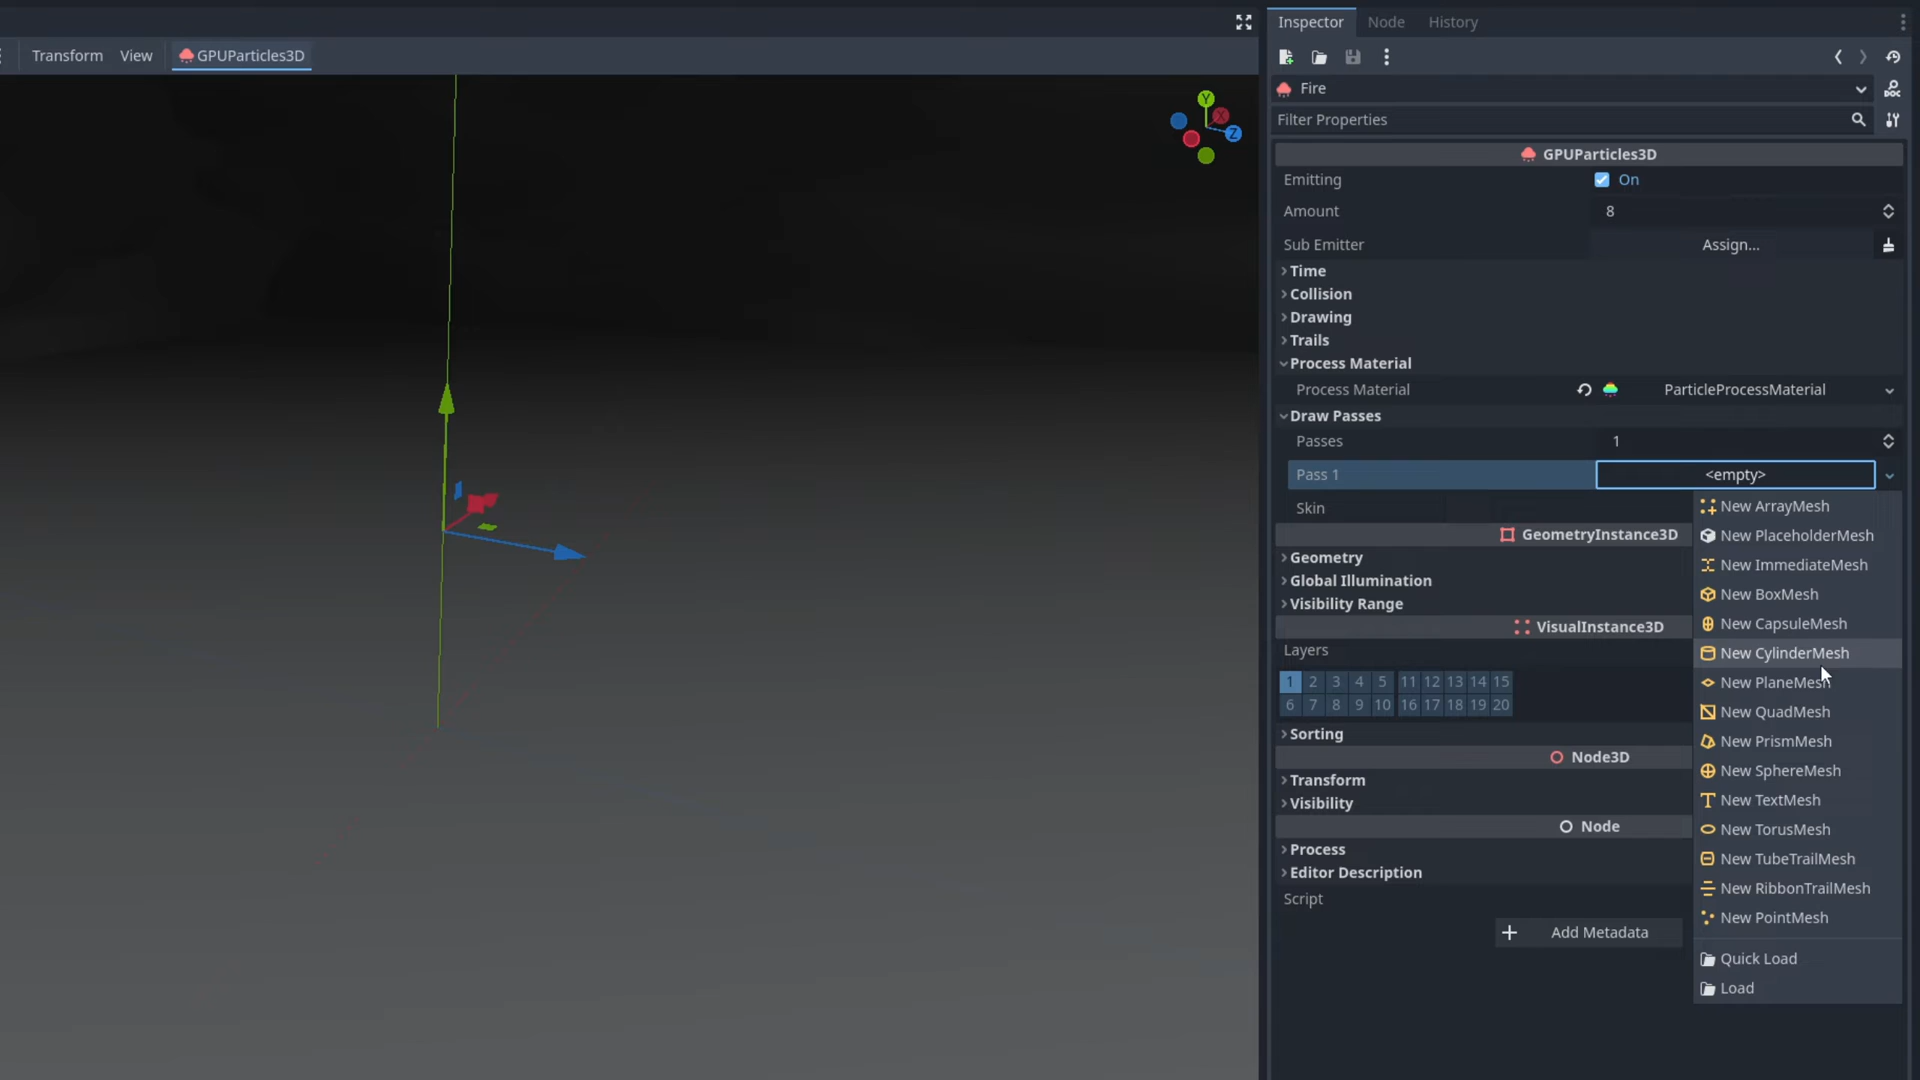 Inspector Node History
Transform View GPUParticles3D
Fire
Filter Properties
GPUParticles3D
Emitting On
Amount 8
Sub Emitter Assign...
Time
Collision
Drawing
Trails
Process Material
Process Material ParticleProcessMaterial
Draw Passes
Passes 1
Pass 1 <empty>
Skin
GeometryInstance3D
Geometry
Global Illumination
Visibility Range
VisualInstance3D
Layers
1 2 3 4 5 11 12 13 14 15
6 7 8 9 10 16 17 18 19 20
Sorting
Node3D
Transform
Visibility
Node
Process
Editor Description
Script
Add Metadata
New ArrayMesh
New PlaceholderMesh
New ImmediateMesh
New BoxMesh
New CapsuleMesh
New CylinderMesh
New PlaneMesh
New QuadMesh
New PrismMesh
New SphereMesh
New TextMesh
New TorusMesh
New TubeTrailMesh
New RibbonTrailMesh
New PointMesh
Quick Load
Load
Y
X
Z
DOC